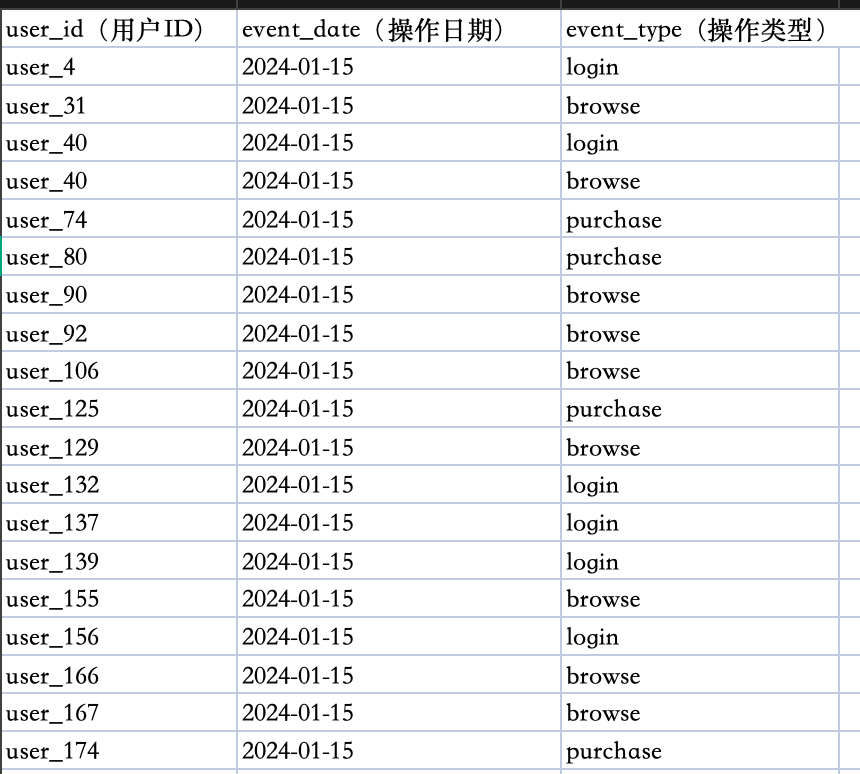 user_id（用户ID） event_date（操作日期） event_type（操作类型）
user_4 2024-01-15 login
user_31 2024-01-15 browse
user_40 2024-01-15 login
user_40 2024-01-15 browse
user_74 2024-01-15 purchase
user_80 2024-01-15 purchase
user_90 2024-01-15 browse
user_92 2024-01-15 browse
user_106 2024-01-15 browse
user_125 2024-01-15 purchase
user_129 2024-01-15 browse
user_132 2024-01-15 login
user_137 2024-01-15 login
user_139 2024-01-15 login
user_155 2024-01-15 browse
user_156 2024-01-15 login
user_166 2024-01-15 browse
user_167 2024-01-15 browse
user_174 2024-01-15 purchase